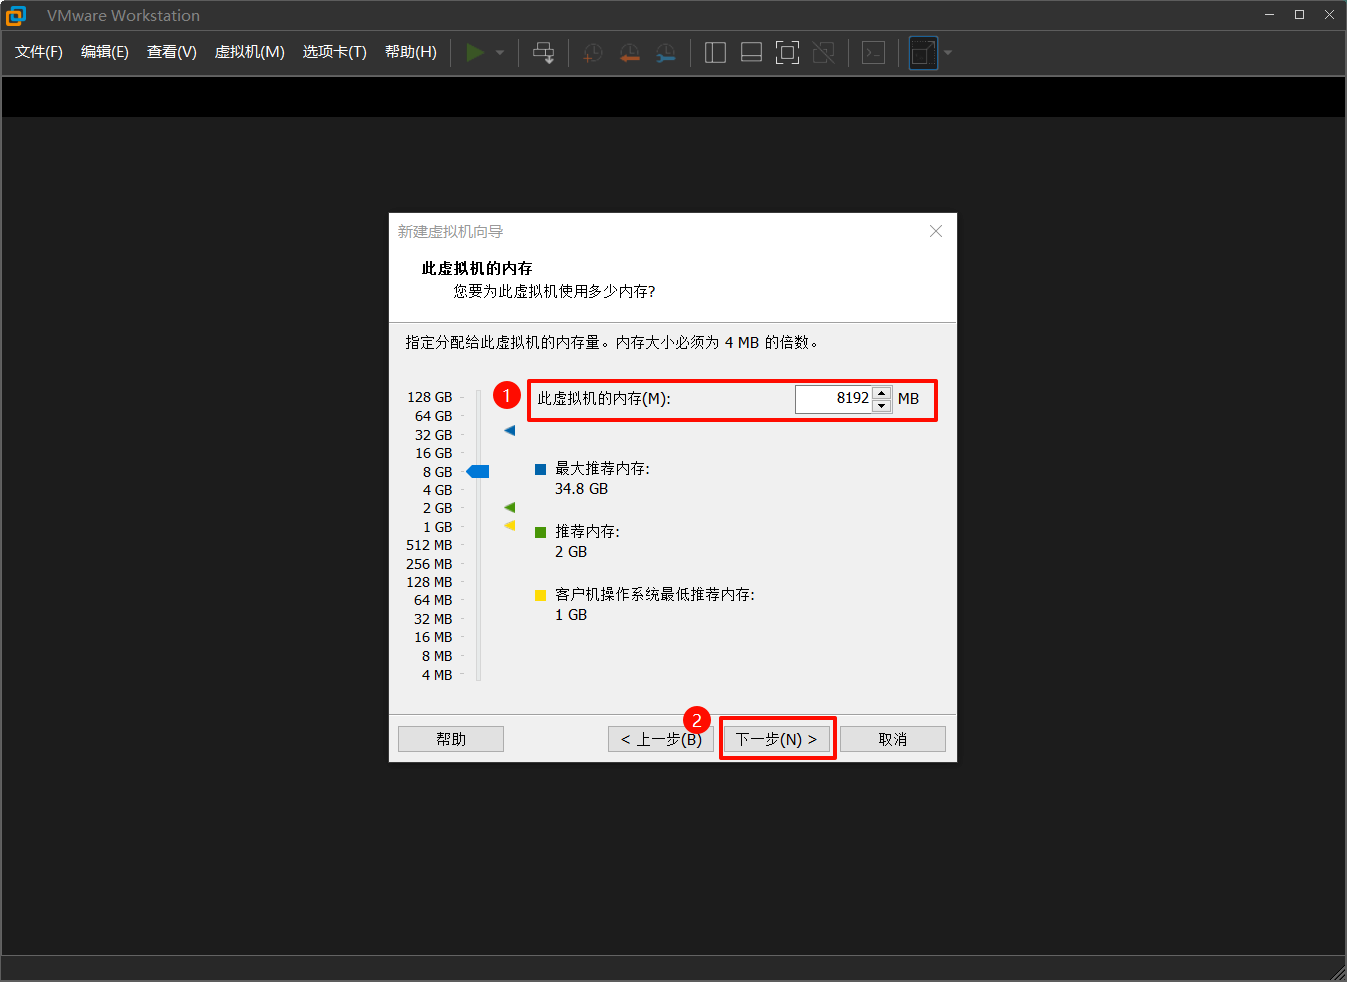 VMware Workstation
文件(F) 编辑(E) 查看(V) 虚拟机(M) 选项卡(T) 帮助(H)
新建虚拟机向导
此虚拟机的内存
您要为此虚拟机使用多少内存?
指定分配给此虚拟机的内存量。内存大小必须为 4 MB 的倍数。
1
此虚拟机的内存(M): 8192 MB
128 GB
64 GB
32 GB
16 GB
8 GB
4 GB
2 GB
1 GB
512 MB
256 MB
128 MB
64 MB
32 MB
16 MB
8 MB
4 MB
最大推荐内存:
34.8 GB
推荐内存:
2 GB
客户机操作系统最低推荐内存:
1 GB
2
帮助 < 上一步(B) 下一步(N) > 取消